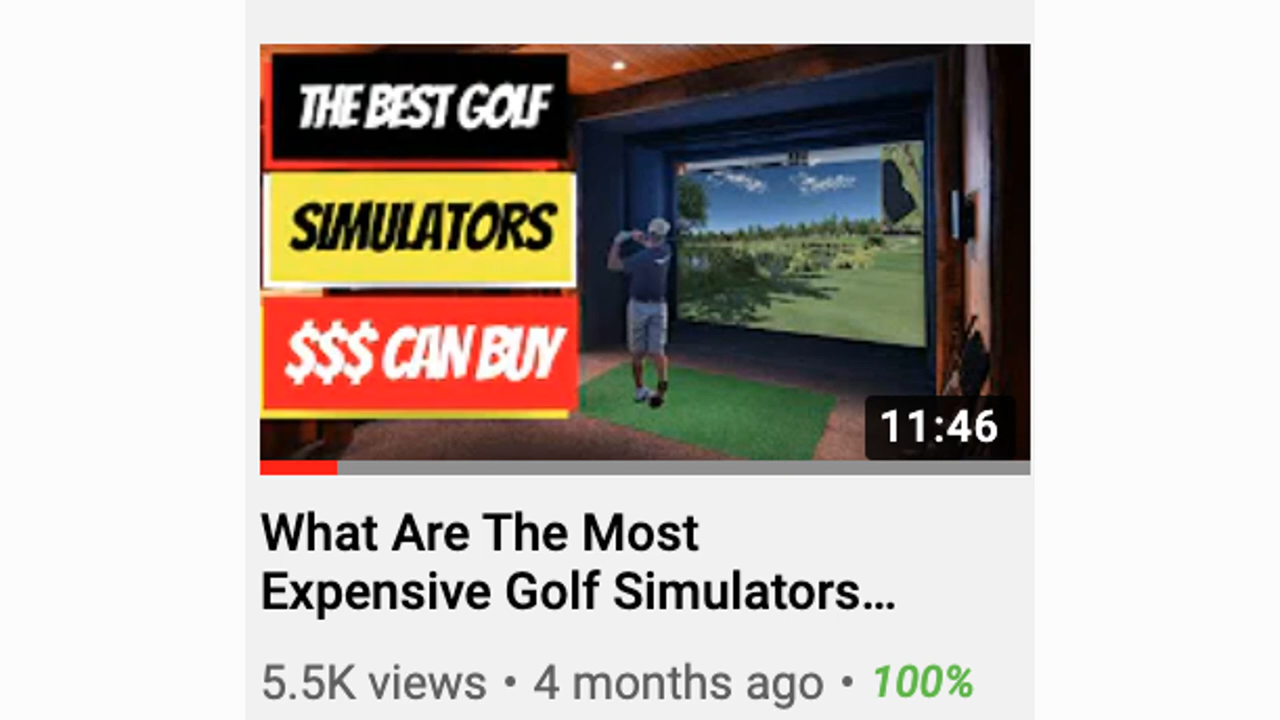 THE BEST GOLF
SIMULATORS
$$$ CAN BUY
11:46
What Are The Most
Expensive Golf Simulators...
5.5K views • 4 months ago • 100%